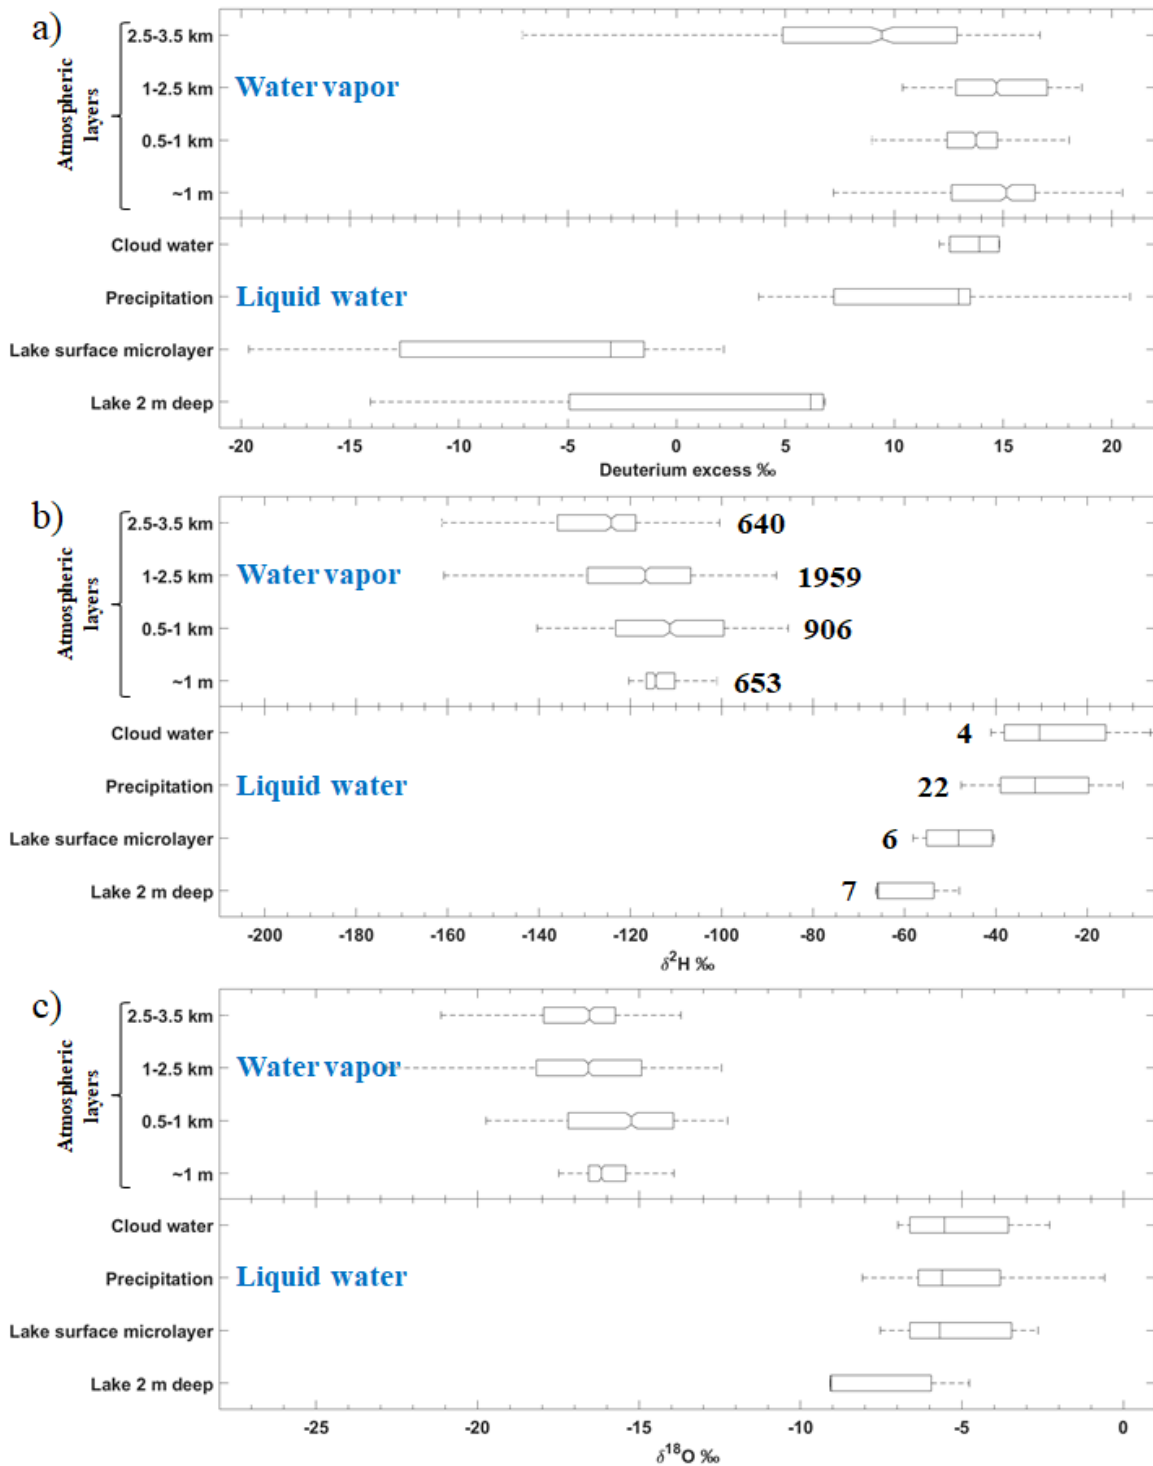 a)
Atmospheric
layers
2.5-3.5 km
1-2.5 km
0.5-1 km
~1 m
Water vapor
Cloud water
Precipitation
Lake surface microlayer
Lake 2 m deep
Liquid water
-20 -15 -10 -5 0 5 10 15 20
Deuterium excess ‰
b)
Atmospheric
layers
2.5-3.5 km 640
1-2.5 km Water vapor 1959
0.5-1 km 906
~1 m 653
Cloud water 4
Precipitation Liquid water 22
Lake surface microlayer 6
Lake 2 m deep 7
-200 -180 -160 -140 -120 -100 -80 -60 -40 -20
δ²H ‰
c)
Atmospheric
layers
2.5-3.5 km
1-2.5 km Water vapor
0.5-1 km
~1 m
Cloud water
Precipitation Liquid water
Lake surface microlayer
Lake 2 m deep
-25 -20 -15 -10 -5 0
δ¹⁸O ‰